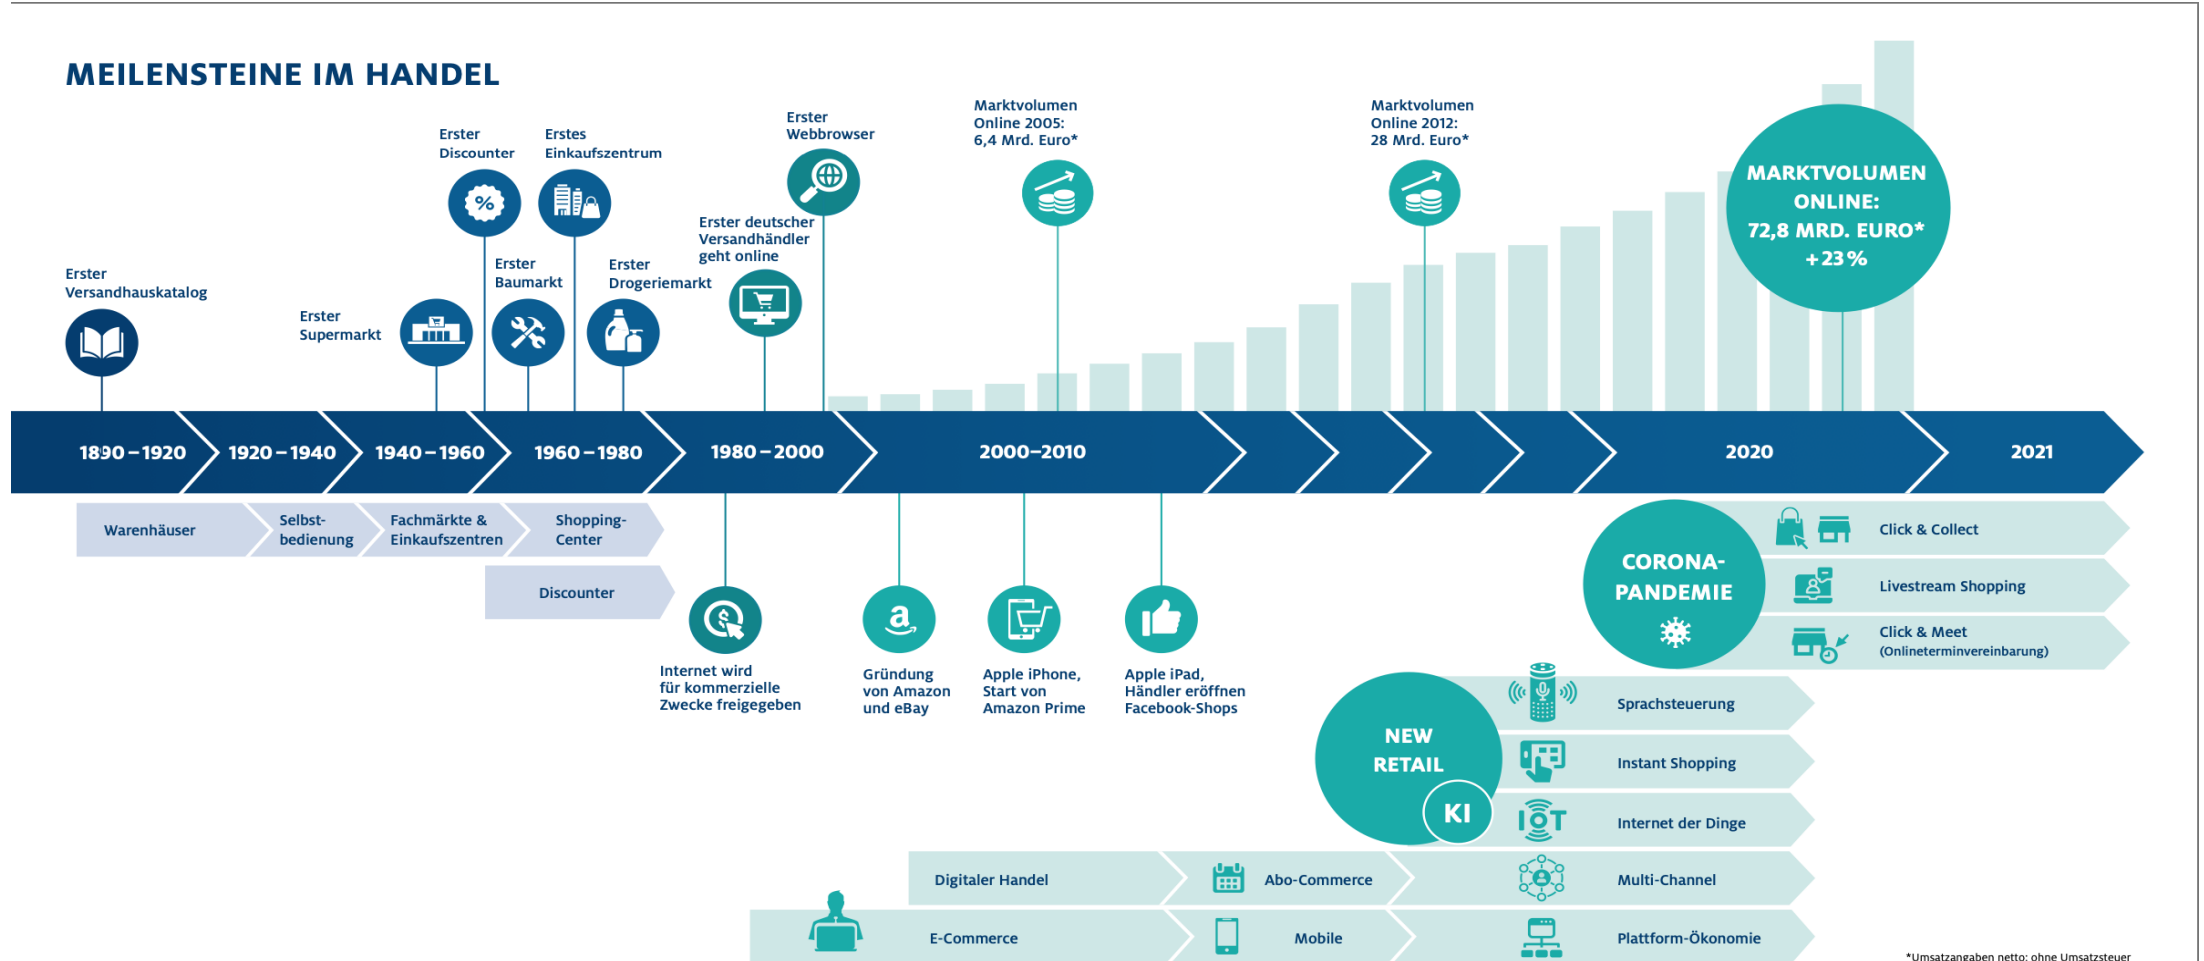 MEILENSTEINE IM HANDEL
Erster
Versandhauskatalog
Erster
Supermarkt
Erster
Discounter
%
Erstes
Einkaufszentrum
Erster
Baumarkt
Erster
Drogeriemarkt
Erster deutscher
Versandhändler
geht online
Erster
Webbrowser
Marktvolumen
Online 2005:
6,4 Mrd. Euro*
Marktvolumen
Online 2012:
28 Mrd. Euro*
MARKTVOLUMEN
ONLINE:
72,8 MRD. EURO*
+23 %
1890 – 1920
1920 – 1940
1940 – 1960
1960 – 1980
1980 – 2000
2000–2010
2020
2021
Warenhäuser
Selbst-
bedienung
Fachmärkte &
Einkaufszentren
Shopping-
Center
Discounter
$
Internet wird
für kommerzielle
Zwecke freigegeben
a
Gründung
von Amazon
und eBay
Apple iPhone,
Start von
Amazon Prime
Apple iPad,
Händler eröffnen
Facebook-Shops
CORONA-
PANDEMIE
Click & Collect
Livestream Shopping
Click & Meet
(Onlineterminvereinbarung)
NEW
RETAIL
KI
Sprachsteuerung
Instant Shopping
IOT
Internet der Dinge
Digitaler Handel
Abo-Commerce
Multi-Channel
E-Commerce
Mobile
Plattform-Ökonomie
*Umsatzangaben netto; ohne Umsatzsteuer